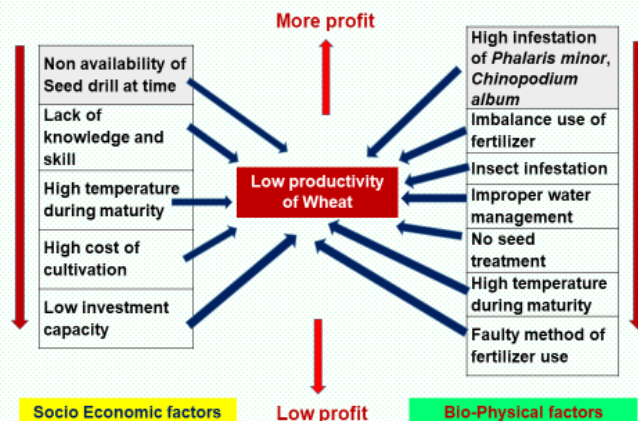 More profit
Non availability of
Seed drill at time
Lack of
knowledge and
skill
High temperature
during maturity
High cost of
cultivation
Low investment
capacity
Low productivity
of Wheat
High infestation
of Phalaris minor,
Chinopodium
album
Imbalance use of
fertilizer
Insect infestation
Improper water
management
No seed
treatment
High temperature
during maturity
Faulty method of
fertilizer use
Socio Economic factors
Low profit
Bio-Physical factors